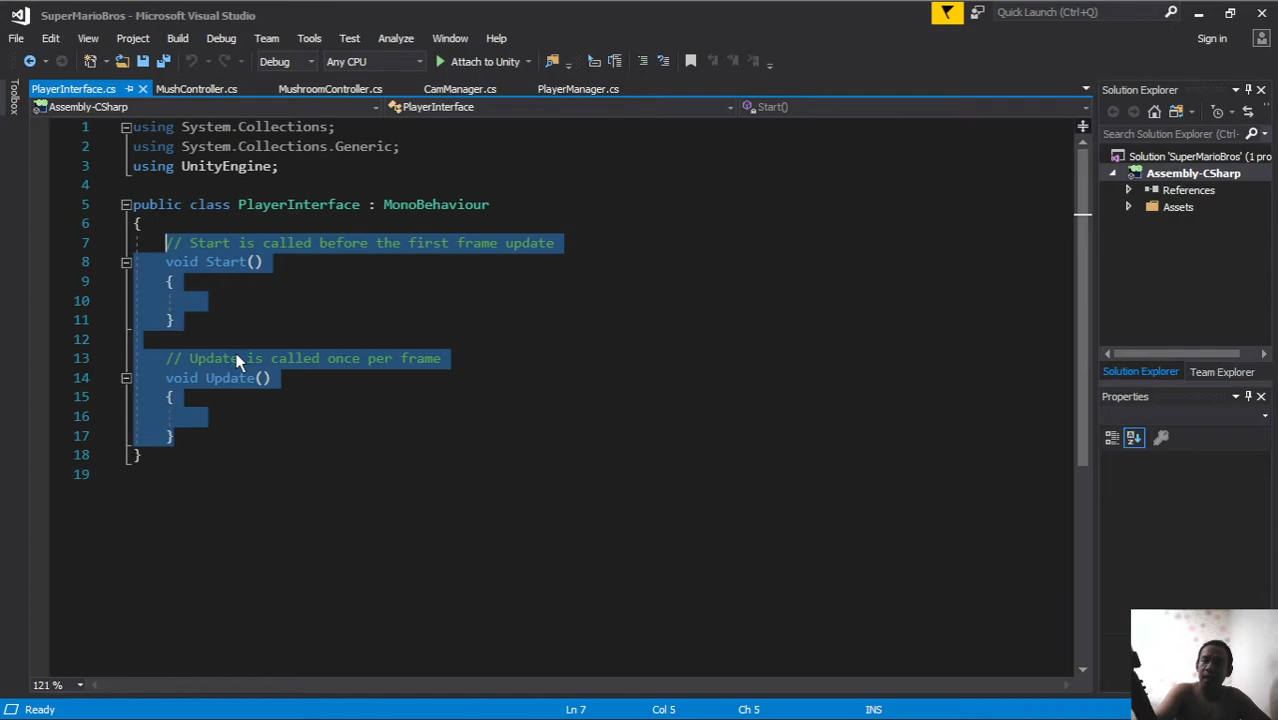 SuperMarioBros - Microsoft Visual Studio
Quick Launch (Ctrl+Q)
File Edit View Project Build Debug Team Tools Test Analyze Window Help
Sign in
Debug Any CPU Attach to Unity
Toolbox
PlayerInterface.cs MushController.cs MushroomController.cs CamManager.cs PlayerManager.cs
Assembly-CSharp PlayerInterface Start()
1 using System.Collections;
2 using System.Collections.Generic;
3 using UnityEngine;
4
5 public class PlayerInterface : MonoBehaviour
6 {
7 // Start is called before the first frame update
8 void Start()
9 {
10
11 }
12
13 // Update is called once per frame
14 void Update()
15 {
16
17 }
18 }
19
Solution Explorer
Search Solution Explorer (Ctrl-
Solution 'SuperMarioBros' (1 pro
Assembly-CSharp
References
Assets
Solution Explorer Team Explorer
Properties
121 %
Ready Ln 7 Col 5 Ch 5 INS